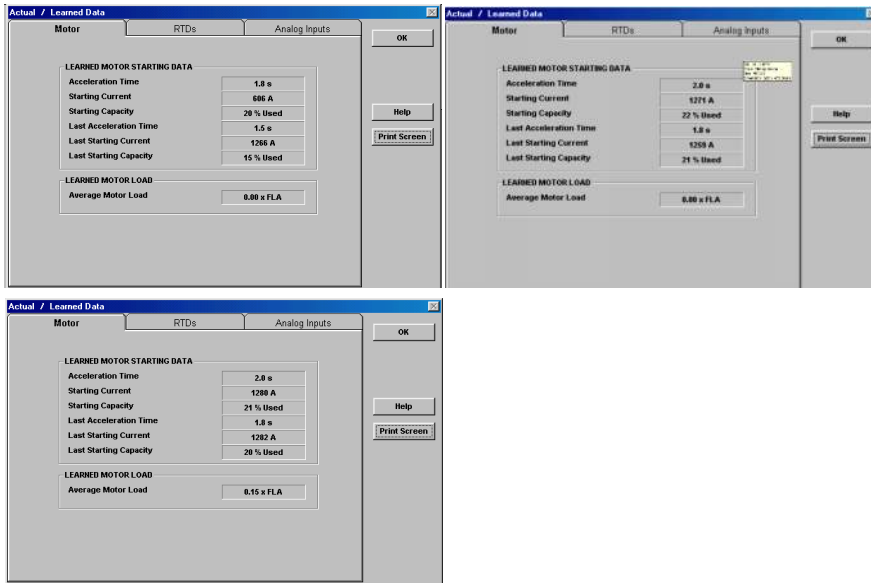 Actual / Learned Data
Motor RTDs Analog Inputs
OK
LEARNED MOTOR STARTING DATA
Acceleration Time 1.8 s
Starting Current 606 A
Starting Capacity 20 % Used
Help
Last Acceleration Time 1.5 s
Print Screen
Last Starting Current 1266 A
Last Starting Capacity 15 % Used
LEARNED MOTOR LOAD
Average Motor Load 0.00 x FLA
Actual / Learned Data
Motor RTDs Analog Inputs
OK
LEARNED MOTOR STARTING DATA
Acceleration Time 2.0 s
Starting Current 1271 A
Starting Capacity 22 % Used
Help
Last Acceleration Time 1.8 s
Print Screen
Last Starting Current 1259 A
Last Starting Capacity 21 % Used
LEARNED MOTOR LOAD
Average Motor Load 0.00 x FLA
Actual / Learned Data
Motor RTDs Analog Inputs
OK
LEARNED MOTOR STARTING DATA
Acceleration Time 2.0 s
Starting Current 1280 A
Starting Capacity 21 % Used
Help
Last Acceleration Time 1.8 s
Print Screen
Last Starting Current 1282 A
Last Starting Capacity 20 % Used
LEARNED MOTOR LOAD
Average Motor Load 0.15 x FLA